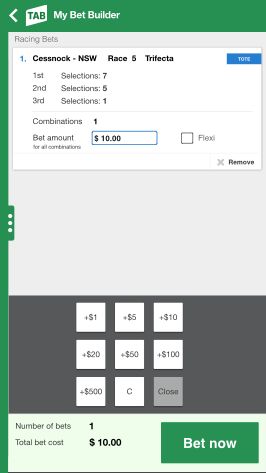 TAB My Bet Builder
Racing Bets
1. Cessnock - NSW Race 5 Trifecta TOTE
1st Selections: 7
2nd Selections: 5
3rd Selections: 1
Combinations 1
Bet amount $ 10.00 Flexi
for all combinations
Remove
+$1 +$5 +$10
+$20 +$50 +$100
+$500 C Close
Number of bets 1
Total bet cost $ 10.00
Bet now